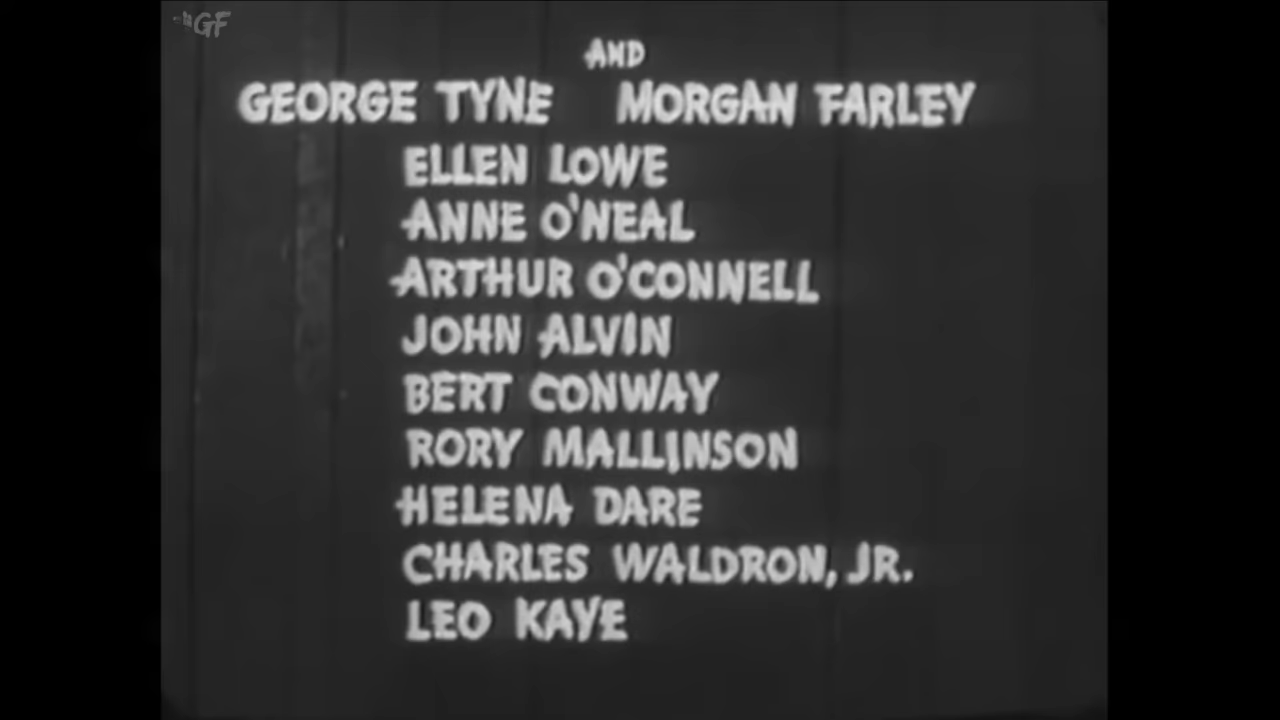 GF
AND
GEORGE TYNE MORGAN FARLEY
ELLEN LOWE
ANNE O'NEAL
ARTHUR O'CONNELL
JOHN ALVIN
BERT CONWAY
RORY MALLINSON
HELENA DARE
CHARLES WALDRON, JR.
LEO KAYE